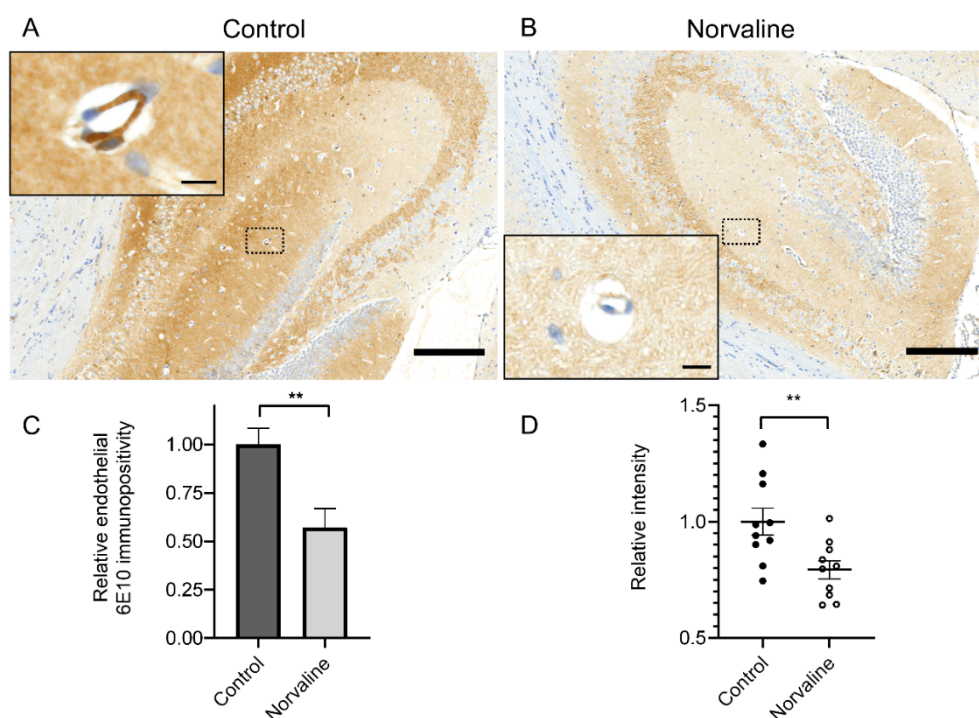 A
Control
B
Norvaline
C
**
Relative endothelial
6E10 immunopositivity
1.00
0.75
0.50
0.25
0.00
Control
Norvaline
D
**
Relative intensity
1.5
1.0
0.5
Control
Norvaline